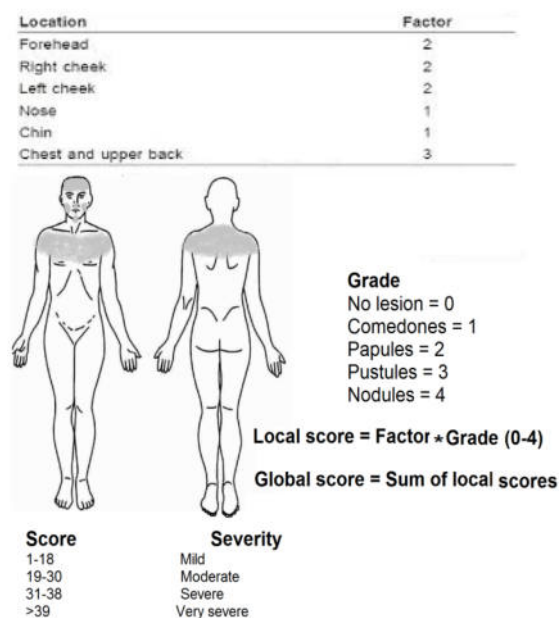 Location Factor
Forehead 2
Right cheek 2
Left cheek 2
Nose 1
Chin 1
Chest and upper back 3
Grade
No lesion = 0
Comedones = 1
Papules = 2
Pustules = 3
Nodules = 4
Local score = Factor * Grade (0-4)
Global score = Sum of local scores
Score Severity
1-18 Mild
19-30 Moderate
31-38 Severe
>39 Very severe